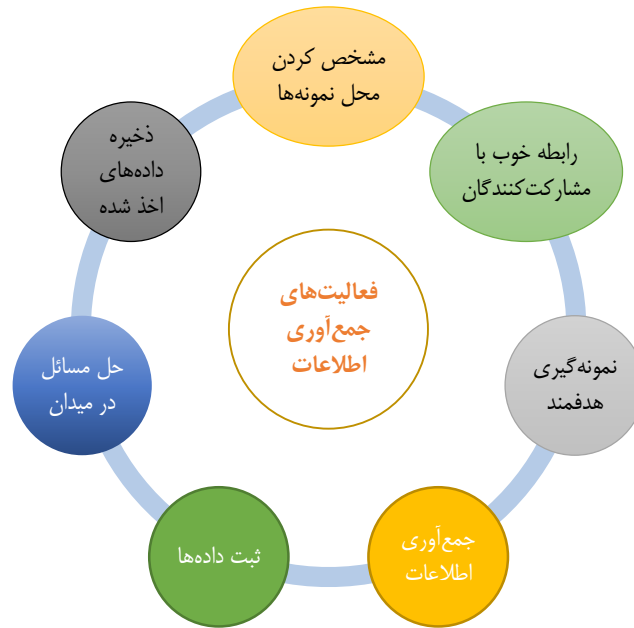 مشخص کردن
محل نمونه‌ها
رابطه خوب با
مشارکت‌کنندگان
نمونه‌گیری
هدفمند
جمع‌آوری
اطلاعات
ثبت داده‌ها
حل مسائل
در میدان
ذخیره
داده‌های
اخذ شده
فعالیت‌های
جمع‌آوری
اطلاعات